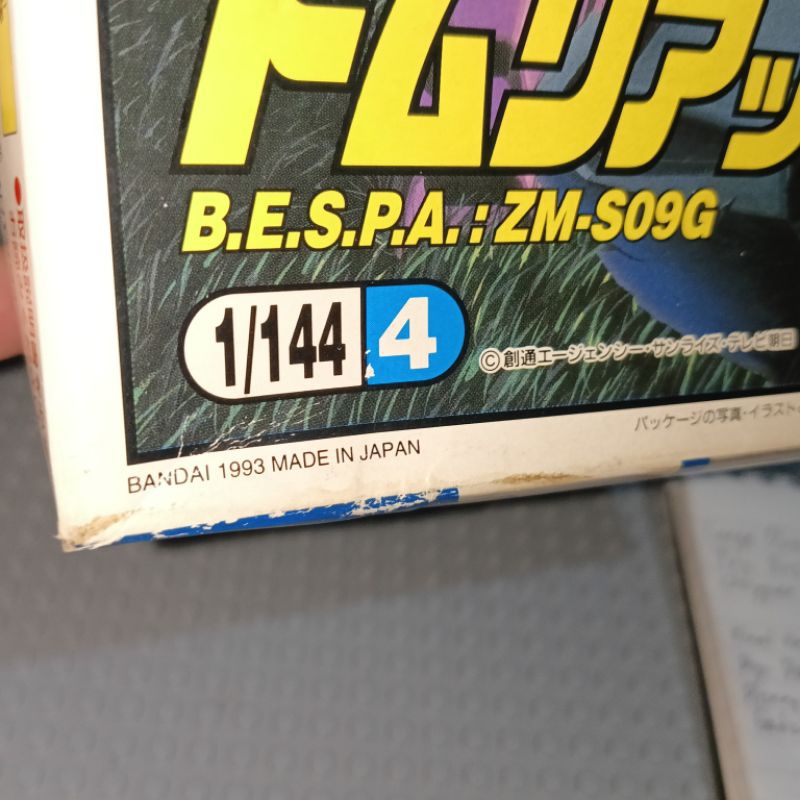 トムリアッ
B.E.S.P.A.: ZM-S09G
1/144 4
©創通エージェンシー・サンライズ・テレビ朝日
パッケージの写真・イラスト
BANDAI 1993 MADE IN JAPAN